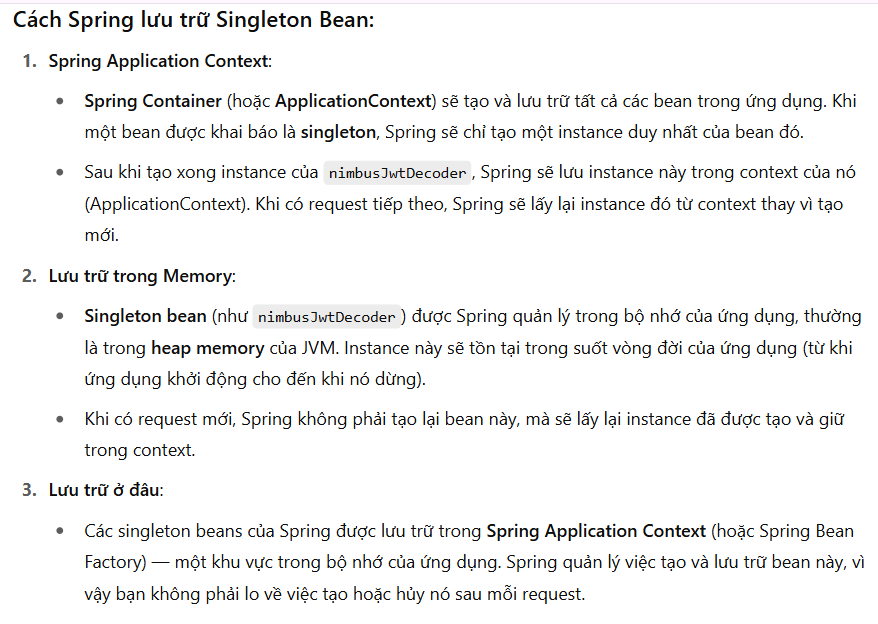 Cách Spring lưu trữ Singleton Bean:
1. Spring Application Context:
• Spring Container (hoặc ApplicationContext) sẽ tạo và lưu trữ tất cả các bean trong ứng dụng. Khi
một bean được khai báo là singleton, Spring sẽ chỉ tạo một instance duy nhất của bean đó.
• Sau khi tạo xong instance của nimbusJwtDecoder, Spring sẽ lưu instance này trong context của nó
(ApplicationContext). Khi có request tiếp theo, Spring sẽ lấy lại instance đó từ context thay vì tạo
mới.
2. Lưu trữ trong Memory:
• Singleton bean (như nimbusJwtDecoder) được Spring quản lý trong bộ nhớ của ứng dụng, thường
là trong heap memory của JVM. Instance này sẽ tồn tại trong suốt vòng đời của ứng dụng (từ khi
ứng dụng khởi động cho đến khi nó dừng).
• Khi có request mới, Spring không phải tạo lại bean này, mà sẽ lấy lại instance đã được tạo và giữ
trong context.
3. Lưu trữ ở đâu:
• Các singleton beans của Spring được lưu trữ trong Spring Application Context (hoặc Spring Bean
Factory) — một khu vực trong bộ nhớ của ứng dụng. Spring quản lý việc tạo và lưu trữ bean này, vì
vậy bạn không phải lo về việc tạo hoặc hủy nó sau mỗi request.